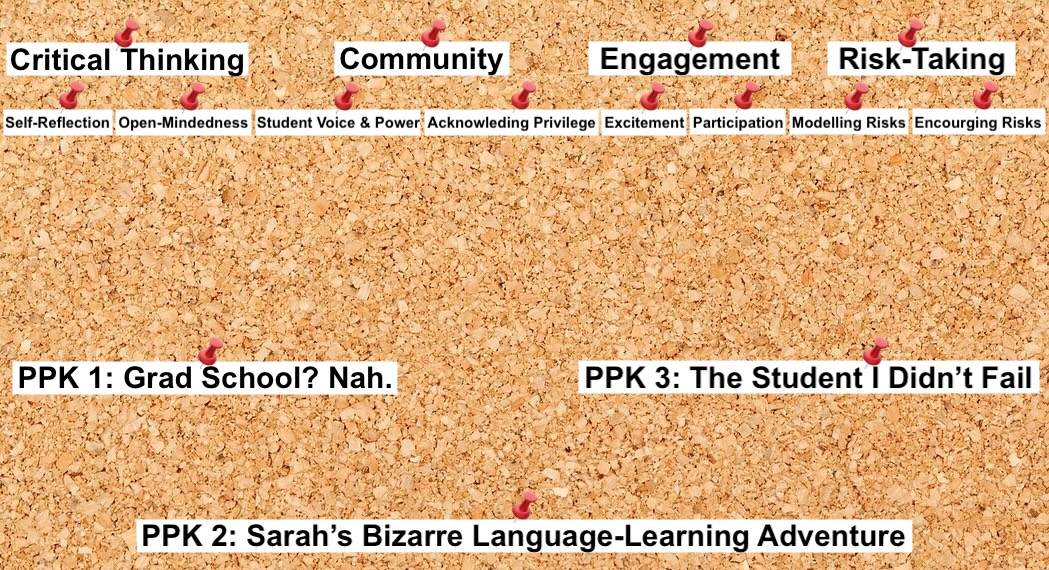 Critical Thinking Community Engagement Risk-Taking
Self-Reflection Open-Mindedness Student Voice & Power Acknowleding Privilege Excitement Participation Modelling Risks Encourging Risks
PPK 1: Grad School? Nah. PPK 3: The Student I Didn't Fail
PPK 2: Sarah's Bizarre Language-Learning Adventure